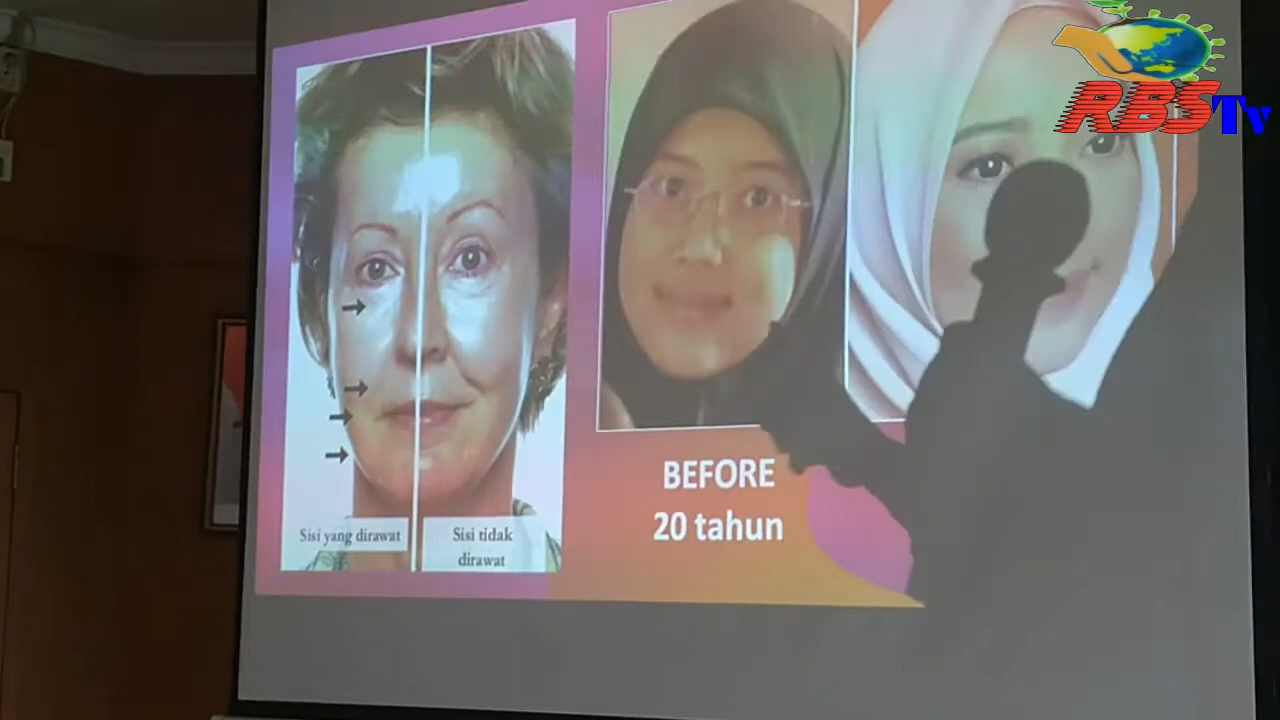 RBSTv
Sisi yang dirawat
Sisi tidak
dirawat
BEFORE
20 tahun